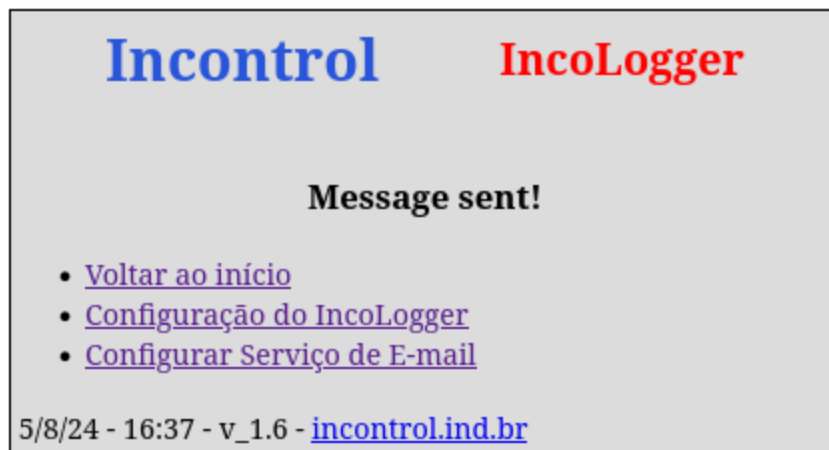 Incontrol IncoLogger
Message sent!
Voltar ao início
Configuração do IncoLogger
Configurar Serviço de E-mail
5/8/24 - 16:37 - v_1.6 - incontrol.ind.br